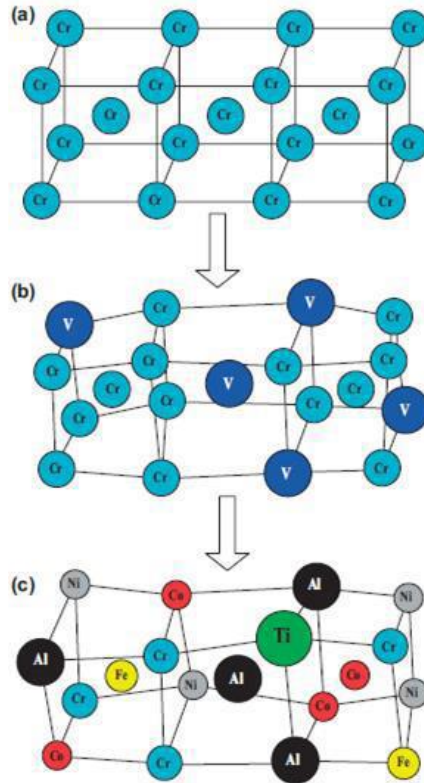 (a)
Cr Cr Cr Cr
Cr Cr Cr Cr
Cr Cr Cr
Cr Cr Cr Cr
Cr Cr Cr Cr
(b)
V Cr V Cr
Cr Cr Cr Cr
Cr V Cr
Cr Cr Cr V
Cr Cr V Cr
(c)
Ni Co Al Ni
Al Cr Ti Cr
Fe Al Co
Cr Ni Co Ni
Co Cr Al Fe